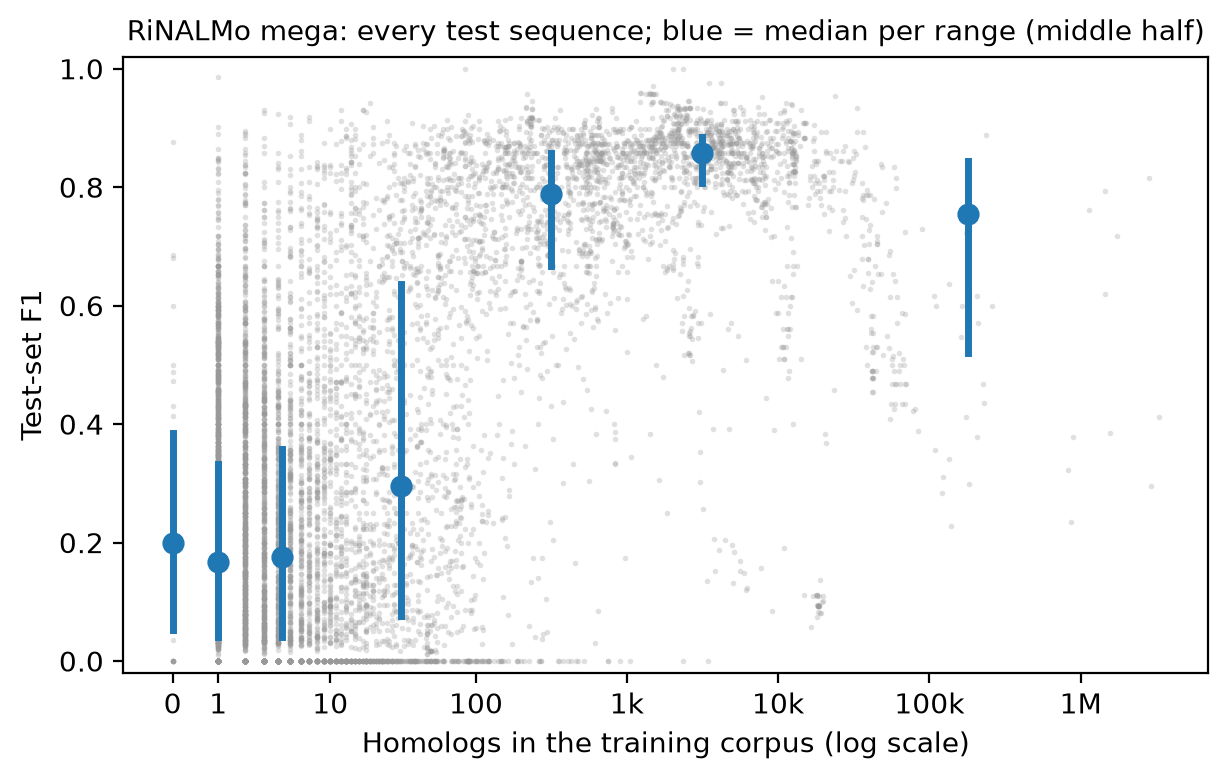 RiNALMo mega: every test sequence; blue = median per range (middle half)
1.0
0.8
0.6
0.4
0.2
0.0
Test-set F1
0 1 10 100 1k 10k 100k 1M
Homologs in the training corpus (log scale)